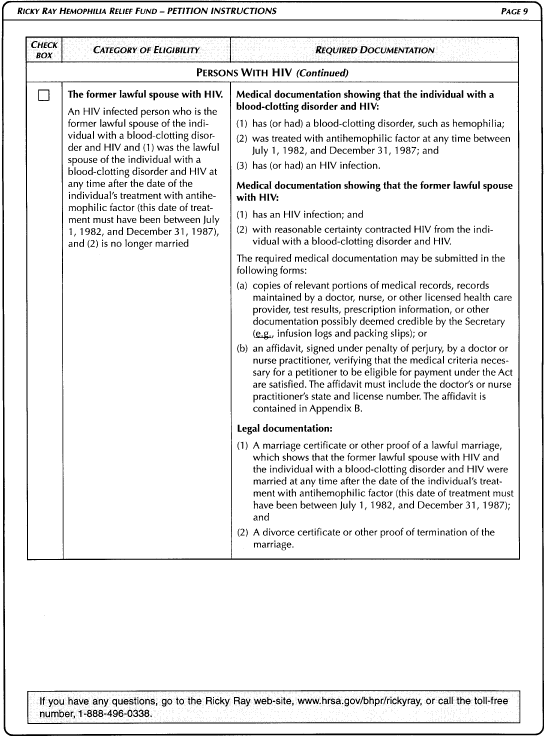 RICKY RAY HEMOPHILIA RELIEF FUND – PETITION INSTRUCTIONS
PAGE 9
CHECK BOX
CATEGORY OF ELIGIBILITY
REQUIRED DOCUMENTATION
PERSONS WITH HIV (Continued)
The former lawful spouse with HIV.
An HIV infected person who is the
former lawful spouse of the indi-
vidual with a blood-clotting disor-
der and HIV and (1) was the lawful
spouse of the individual with a
blood-clotting disorder and HIV at
any time after the date of the
individual's treatment with antihe-
mophilic factor (this date of treat-
ment must have been between July
1, 1982, and December 31, 1987),
and (2) is no longer married
Medical documentation showing that the individual with a
blood-clotting disorder and HIV:
(1) has (or had) a blood-clotting disorder, such as hemophilia;
(2) was treated with antihemophilic factor at any time between
July 1, 1982, and December 31, 1987; and
(3) has (or had) an HIV infection.
Medical documentation showing that the former lawful spouse
with HIV:
(1) has an HIV infection; and
(2) with reasonable certainty contracted HIV from the indi-
vidual with a blood-clotting disorder and HIV.
The required medical documentation may be submitted in the
following forms:
(a) copies of relevant portions of medical records, records
maintained by a doctor, nurse, or other licensed health care
provider, test results, prescription information, or other
documentation possibly deemed credible by the Secretary
(e.g., infusion logs and packing slips); or
(b) an affidavit, signed under penalty of perjury, by a doctor or
nurse practitioner, verifying that the medical criteria neces-
sary for a petitioner to be eligible for payment under the Act
are satisfied. The affidavit must include the doctor's or nurse
practitioner's state and license number. The affidavit is
contained in Appendix B.
Legal documentation:
(1) A marriage certificate or other proof of a lawful marriage,
which shows that the former lawful spouse with HIV and
the individual with a blood-clotting disorder and HIV were
married at any time after the date of the individual's treat-
ment with antihemophilic factor (this date of treatment must
have been between July 1, 1982, and December 31, 1987);
and
(2) A divorce certificate or other proof of termination of the
marriage.
If you have any questions, go to the Ricky Ray web-site, www.hrsa.gov/bhpr/rickyray, or call the toll-free
number, 1-888-496-0338.